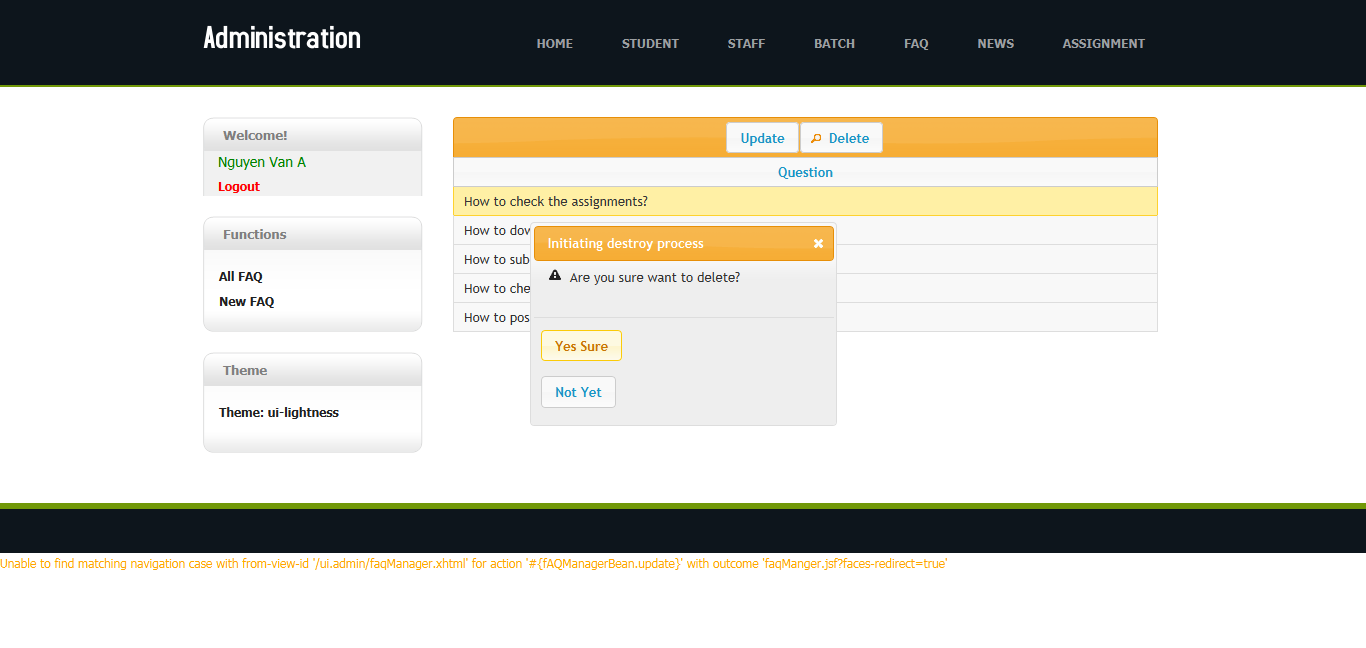 Administration
HOME STUDENT STAFF BATCH FAQ NEWS ASSIGNMENT
Welcome!
Nguyen Van A
Logout
Functions
All FAQ
New FAQ
Theme
Theme: ui-lightness
Update Delete
Question
How to check the assignments?
How to dow
How to sub
How to che
How to pos
Initiating destroy process
Are you sure want to delete?
Yes Sure
Not Yet
Unable to find matching navigation case with from-view-id '/ui.admin/faqManager.xhtml' for action '#{fAQManagerBean.update}' with outcome 'faqManger.jsf?faces-redirect=true'